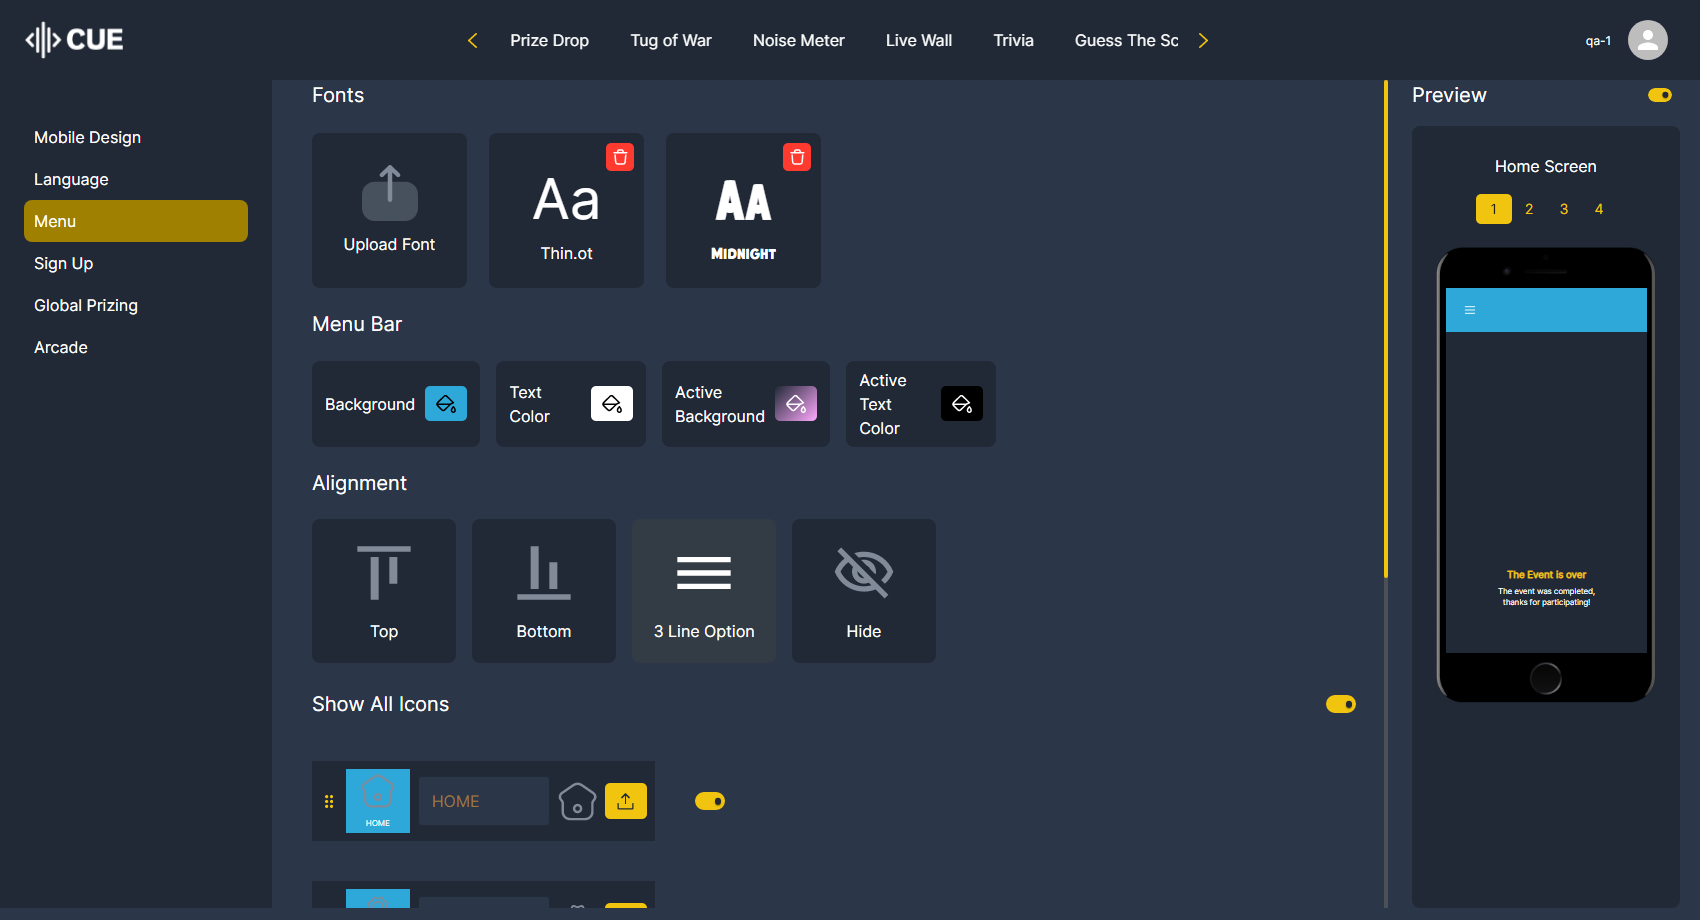 CUE
Prize Drop
Tug of War
Noise Meter
Live Wall
Trivia
Guess The Sc
qa-1
Mobile Design
Language
Menu
Sign Up
Global Prizing
Arcade
Fonts
Upload Font
Aa
Thin.ot
AA
MIDNIGHT
Menu Bar
Background
Text
Color
Active
Background
Active
Text
Color
Alignment
Top
Bottom
3 Line Option
Hide
Show All Icons
HOME
HOME
Preview
Home Screen
1 2 3 4
The Event is over
The event was completed,
thanks for participating!